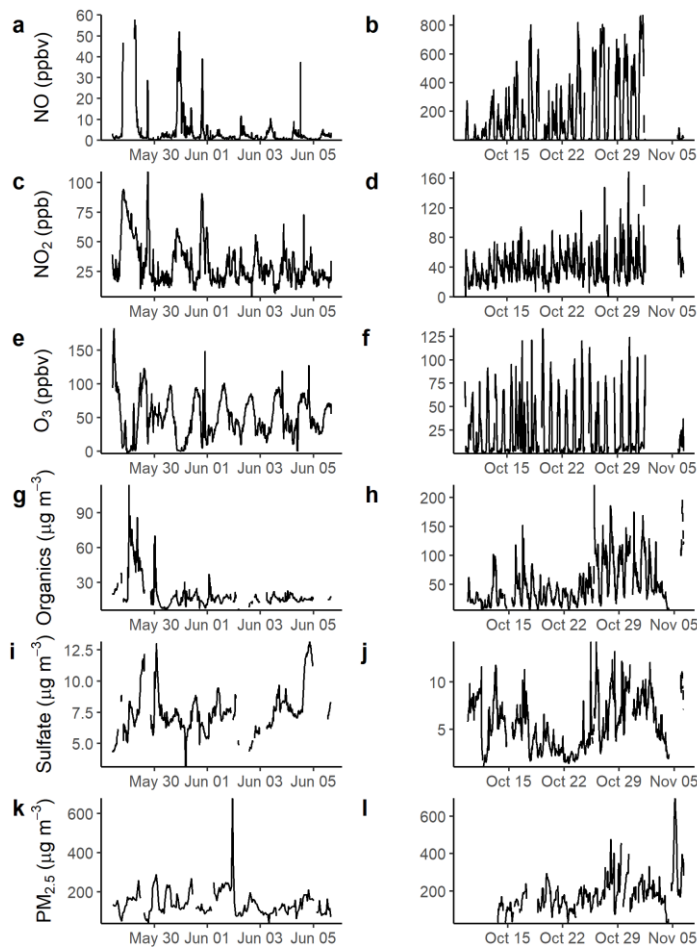 a
NO (ppbv)
60
50
40
30
20
10
0
May 30 Jun 01 Jun 03 Jun 05
b
800
600
400
200
Oct 15 Oct 22 Oct 29 Nov 05
c
NO₂ (ppb)
100
75
50
25
May 30 Jun 01 Jun 03 Jun 05
d
160
120
80
40
0
Oct 15 Oct 22 Oct 29 Nov 05
e
O₃ (ppbv)
150
100
50
0
May 30 Jun 01 Jun 03 Jun 05
f
125
100
75
50
25
Oct 15 Oct 22 Oct 29 Nov 05
g
Organics (µg m⁻³)
90
60
30
May 30 Jun 01 Jun 03 Jun 05
h
200
150
100
50
Oct 15 Oct 22 Oct 29 Nov 05
i
Sulfate (µg m⁻³)
12.5
10.0
7.5
5.0
May 30 Jun 01 Jun 03 Jun 05
j
10
5
Oct 15 Oct 22 Oct 29 Nov 05
k
PM₂.₅ (µg m⁻³)
600
400
200
0
May 30 Jun 01 Jun 03 Jun 05
l
600
400
200
Oct 15 Oct 22 Oct 29 Nov 05